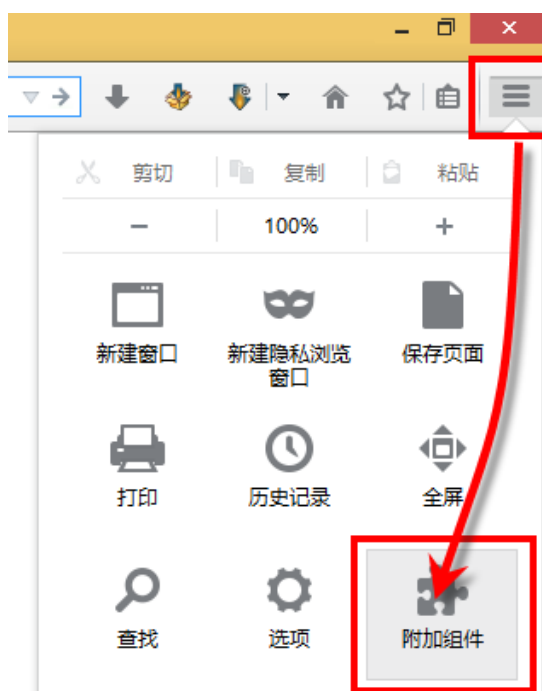 剪切 复制 粘贴
− 100% +
新建窗口 新建隐私浏览窗口 保存页面
打印 历史记录 全屏
查找 选项 附加组件